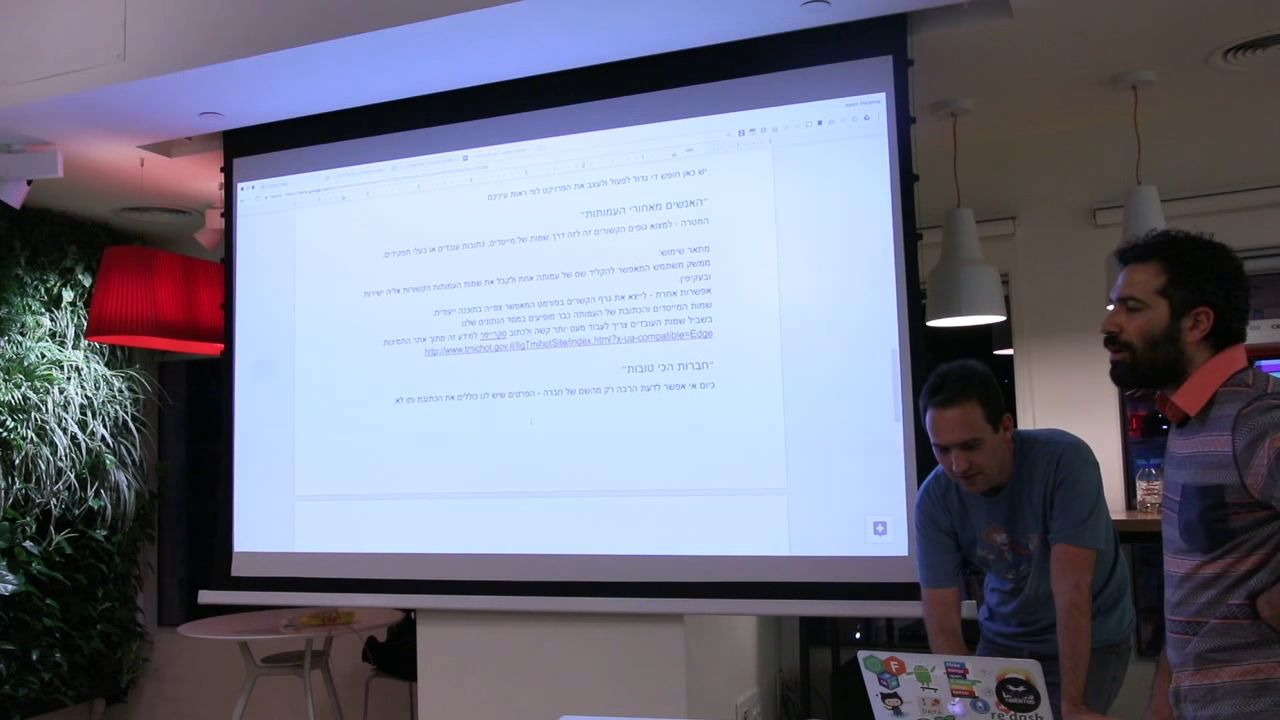 יש כאן חופש די גדול לפעול ולעצב את הפרויקט לפי ראות עיניכם
"האנשים מאחורי העמותות"
המטרה - למצוא גופים הקשורים זה לזה דרך שמות של מייסדים, כתובות עובדים או בעלי תפקידים.
מתאר שימוש:
ממשק משתמש המאפשר להקליד שם של עמותה אחת ולקבל את שמות העמותות הקשורות אליה ישירות
ובעקיפין.
אפשרות אחרת - לייצא את גרף הקשרים בפורמט המאפשר צפייה בתוכנה ייעודית.
שמות המייסדים והכתובת של העמותה כבר מופיעים במסד הנתונים שלנו.
בשביל שמות העובדים צריך לעבוד מעט יותר קשה ולכתוב סקרייפר למידע זה מתוך אתר התמיכות.
http://www.tmichot.gov.il/IlgTmihotSite/index.html?x-ua-compatible=Edge
"חברות הכי טובות"
כיום אי אפשר לדעת הרבה רק מהשם של חברה - הפרטים שיש לנו כוללים את הכתובת ותו לא.
re:dash